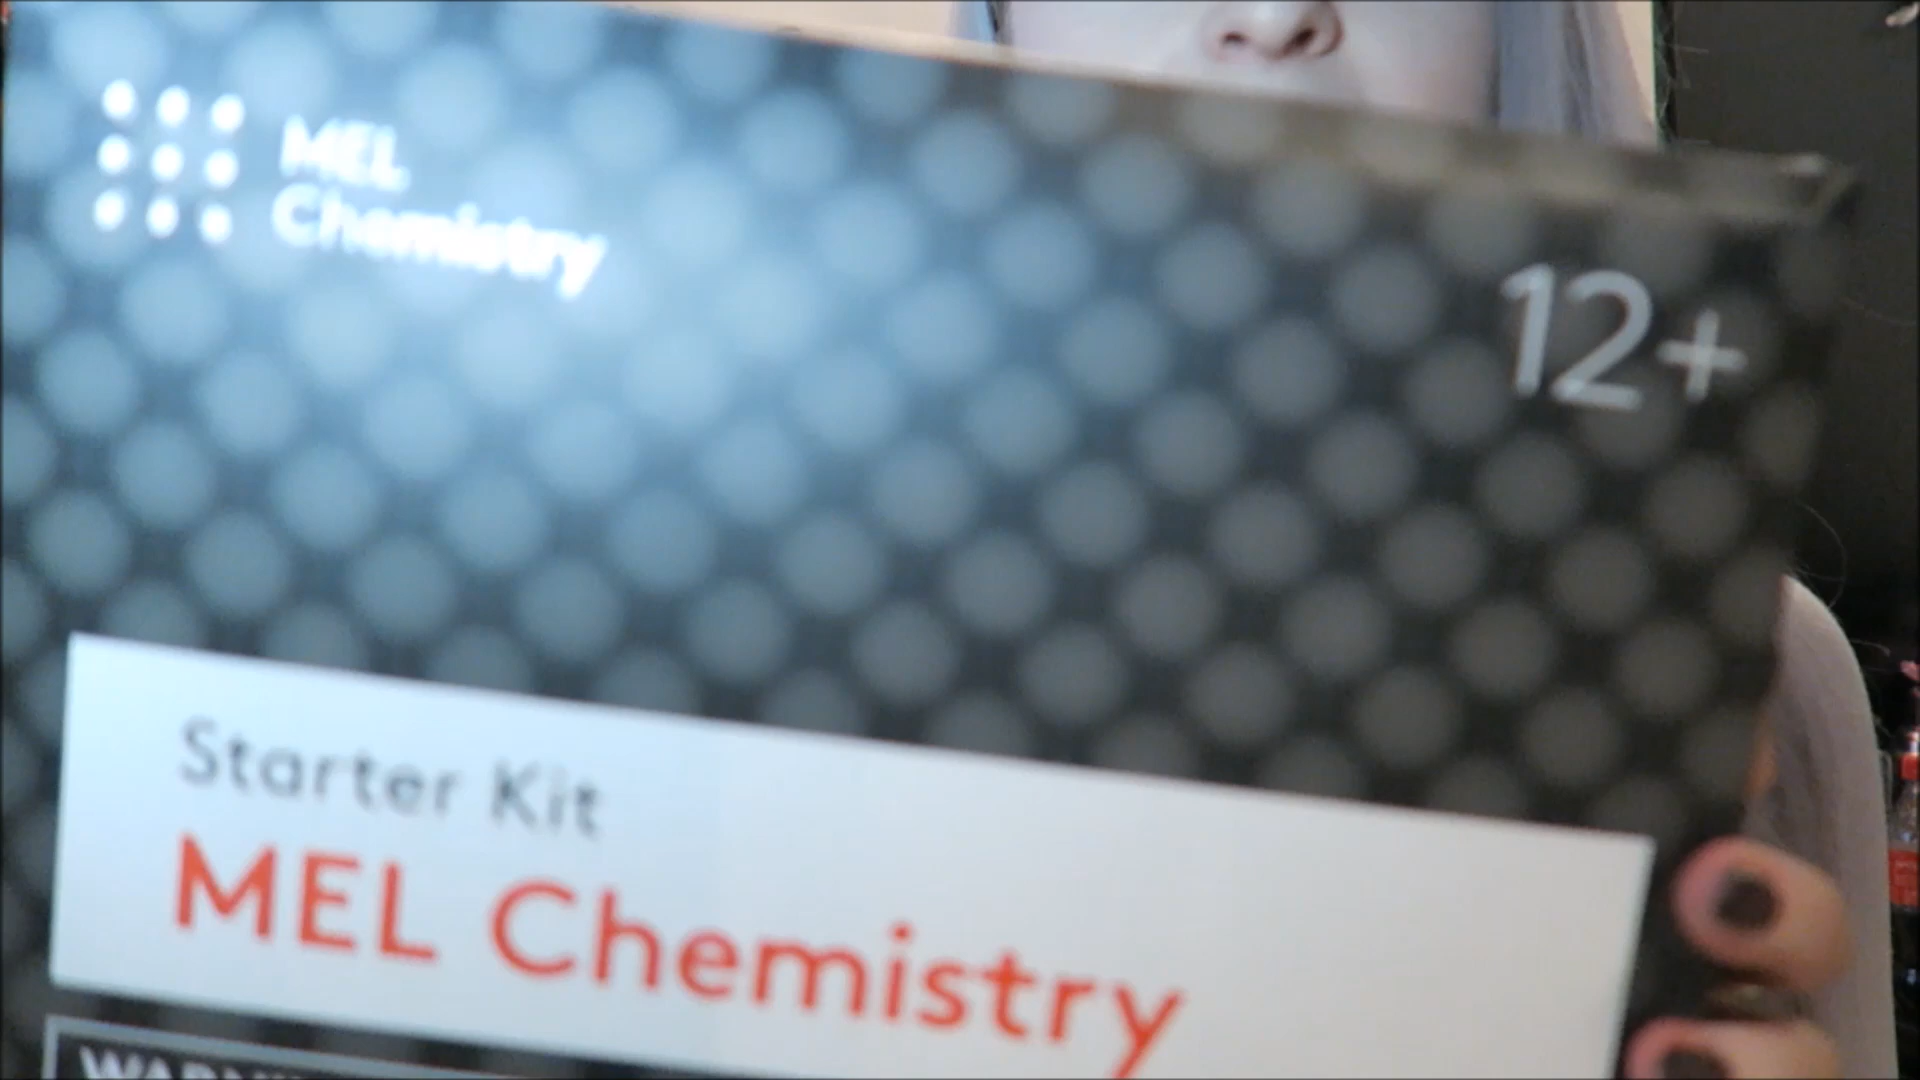 MEL
Chemistry
12+
Starter Kit
MEL Chemistry